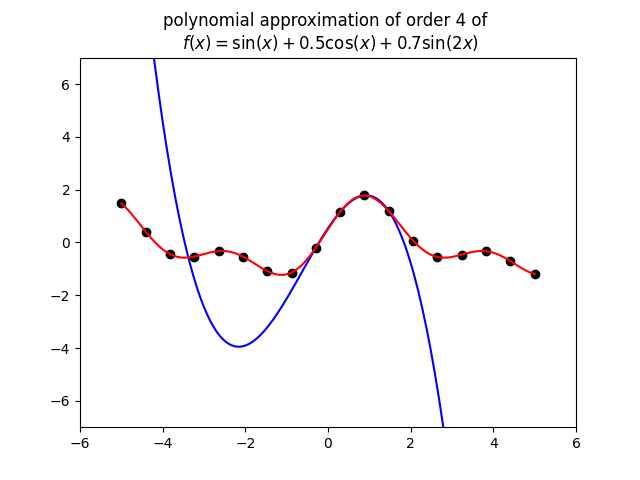 polynomial approximation of order 4 of
f(x) = sin(x) + 0.5cos(x) + 0.7sin(2x)
6
4
2
0
−2
−4
−6
−6 −4 −2 0 2 4 6